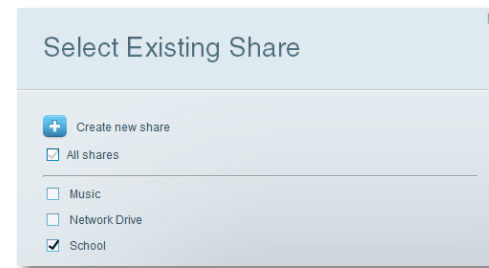 Select Existing Share
Create new share
All shares
Music
Network Drive
School